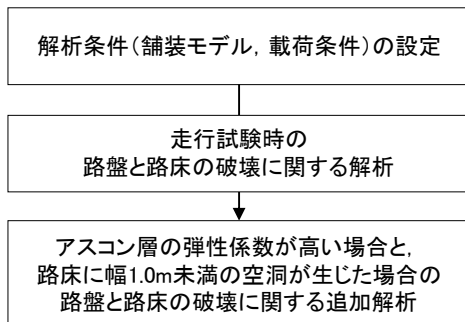 解析条件（舗装モデル，載荷条件）の設定
走行試験時の
路盤と路床の破壊に関する解析
アスコン層の弾性係数が高い場合と，
路床に幅1.0m未満の空洞が生じた場合の
路盤と路床の破壊に関する追加解析